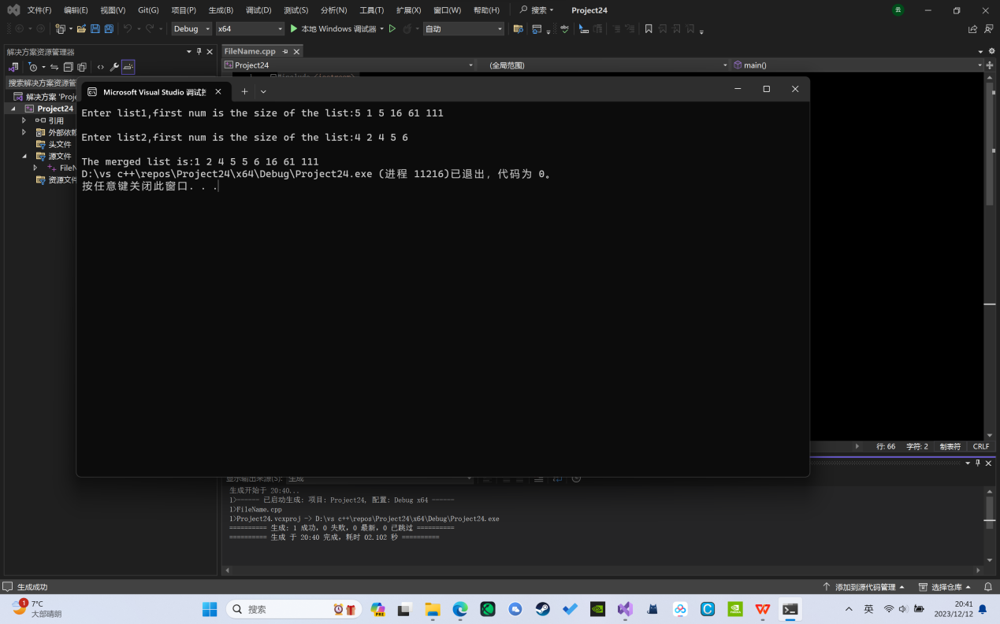 文件(F) 编辑(E) 视图(V) Git(G) 项目(P) 生成(B) 调试(D) 测试(S) 分析(N) 工具(T) 扩展(X) 窗口(W) 帮助(H) 搜索 Project24 云
Debug x64 本地 Windows 调试器 自动
解决方案资源管理器
FileName.cpp
Project24 (全局范围) main()
搜索解决方案资源管
解决方案 'Proje
Project24
引用
外部依赖
头文件
源文件
FileN
资源文件
Microsoft Visual Studio 调试控
Enter list1,first num is the size of the list:5 1 5 16 61 111
Enter list2,first num is the size of the list:4 2 4 5 6
The merged list is:1 2 4 5 5 6 16 61 111
D:\vs c++\repos\Project24\x64\Debug\Project24.exe (进程 11216)已退出，代码为 0。
按任意键关闭此窗口. . .
行: 66 字符: 2 制表符 CRLF
显示输出来源(S): 生成
生成开始于 20:40...
1>------ 已启动生成: 项目: Project24, 配置: Debug x64 ------
1>FileName.cpp
1>Project24.vcxproj -> D:\vs c++\repos\Project24\x64\Debug\Project24.exe
========== 生成: 1 成功，0 失败，0 最新，0 已跳过 ==========
========== 生成 于 20:40 完成，耗时 02.102 秒 ==========
生成成功 添加到源代码管理 选择仓库
1 7°C
大部晴朗
搜索
PRE
英
20:41
2023/12/12